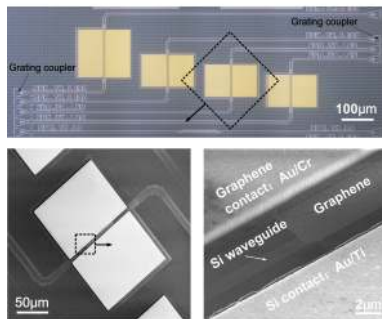 Grating coupler
Grating coupler
100μm
50μm
Graphene
contact: Au/Cr
Graphene
Si waveguide
Si contact: Au/Ti
2μm